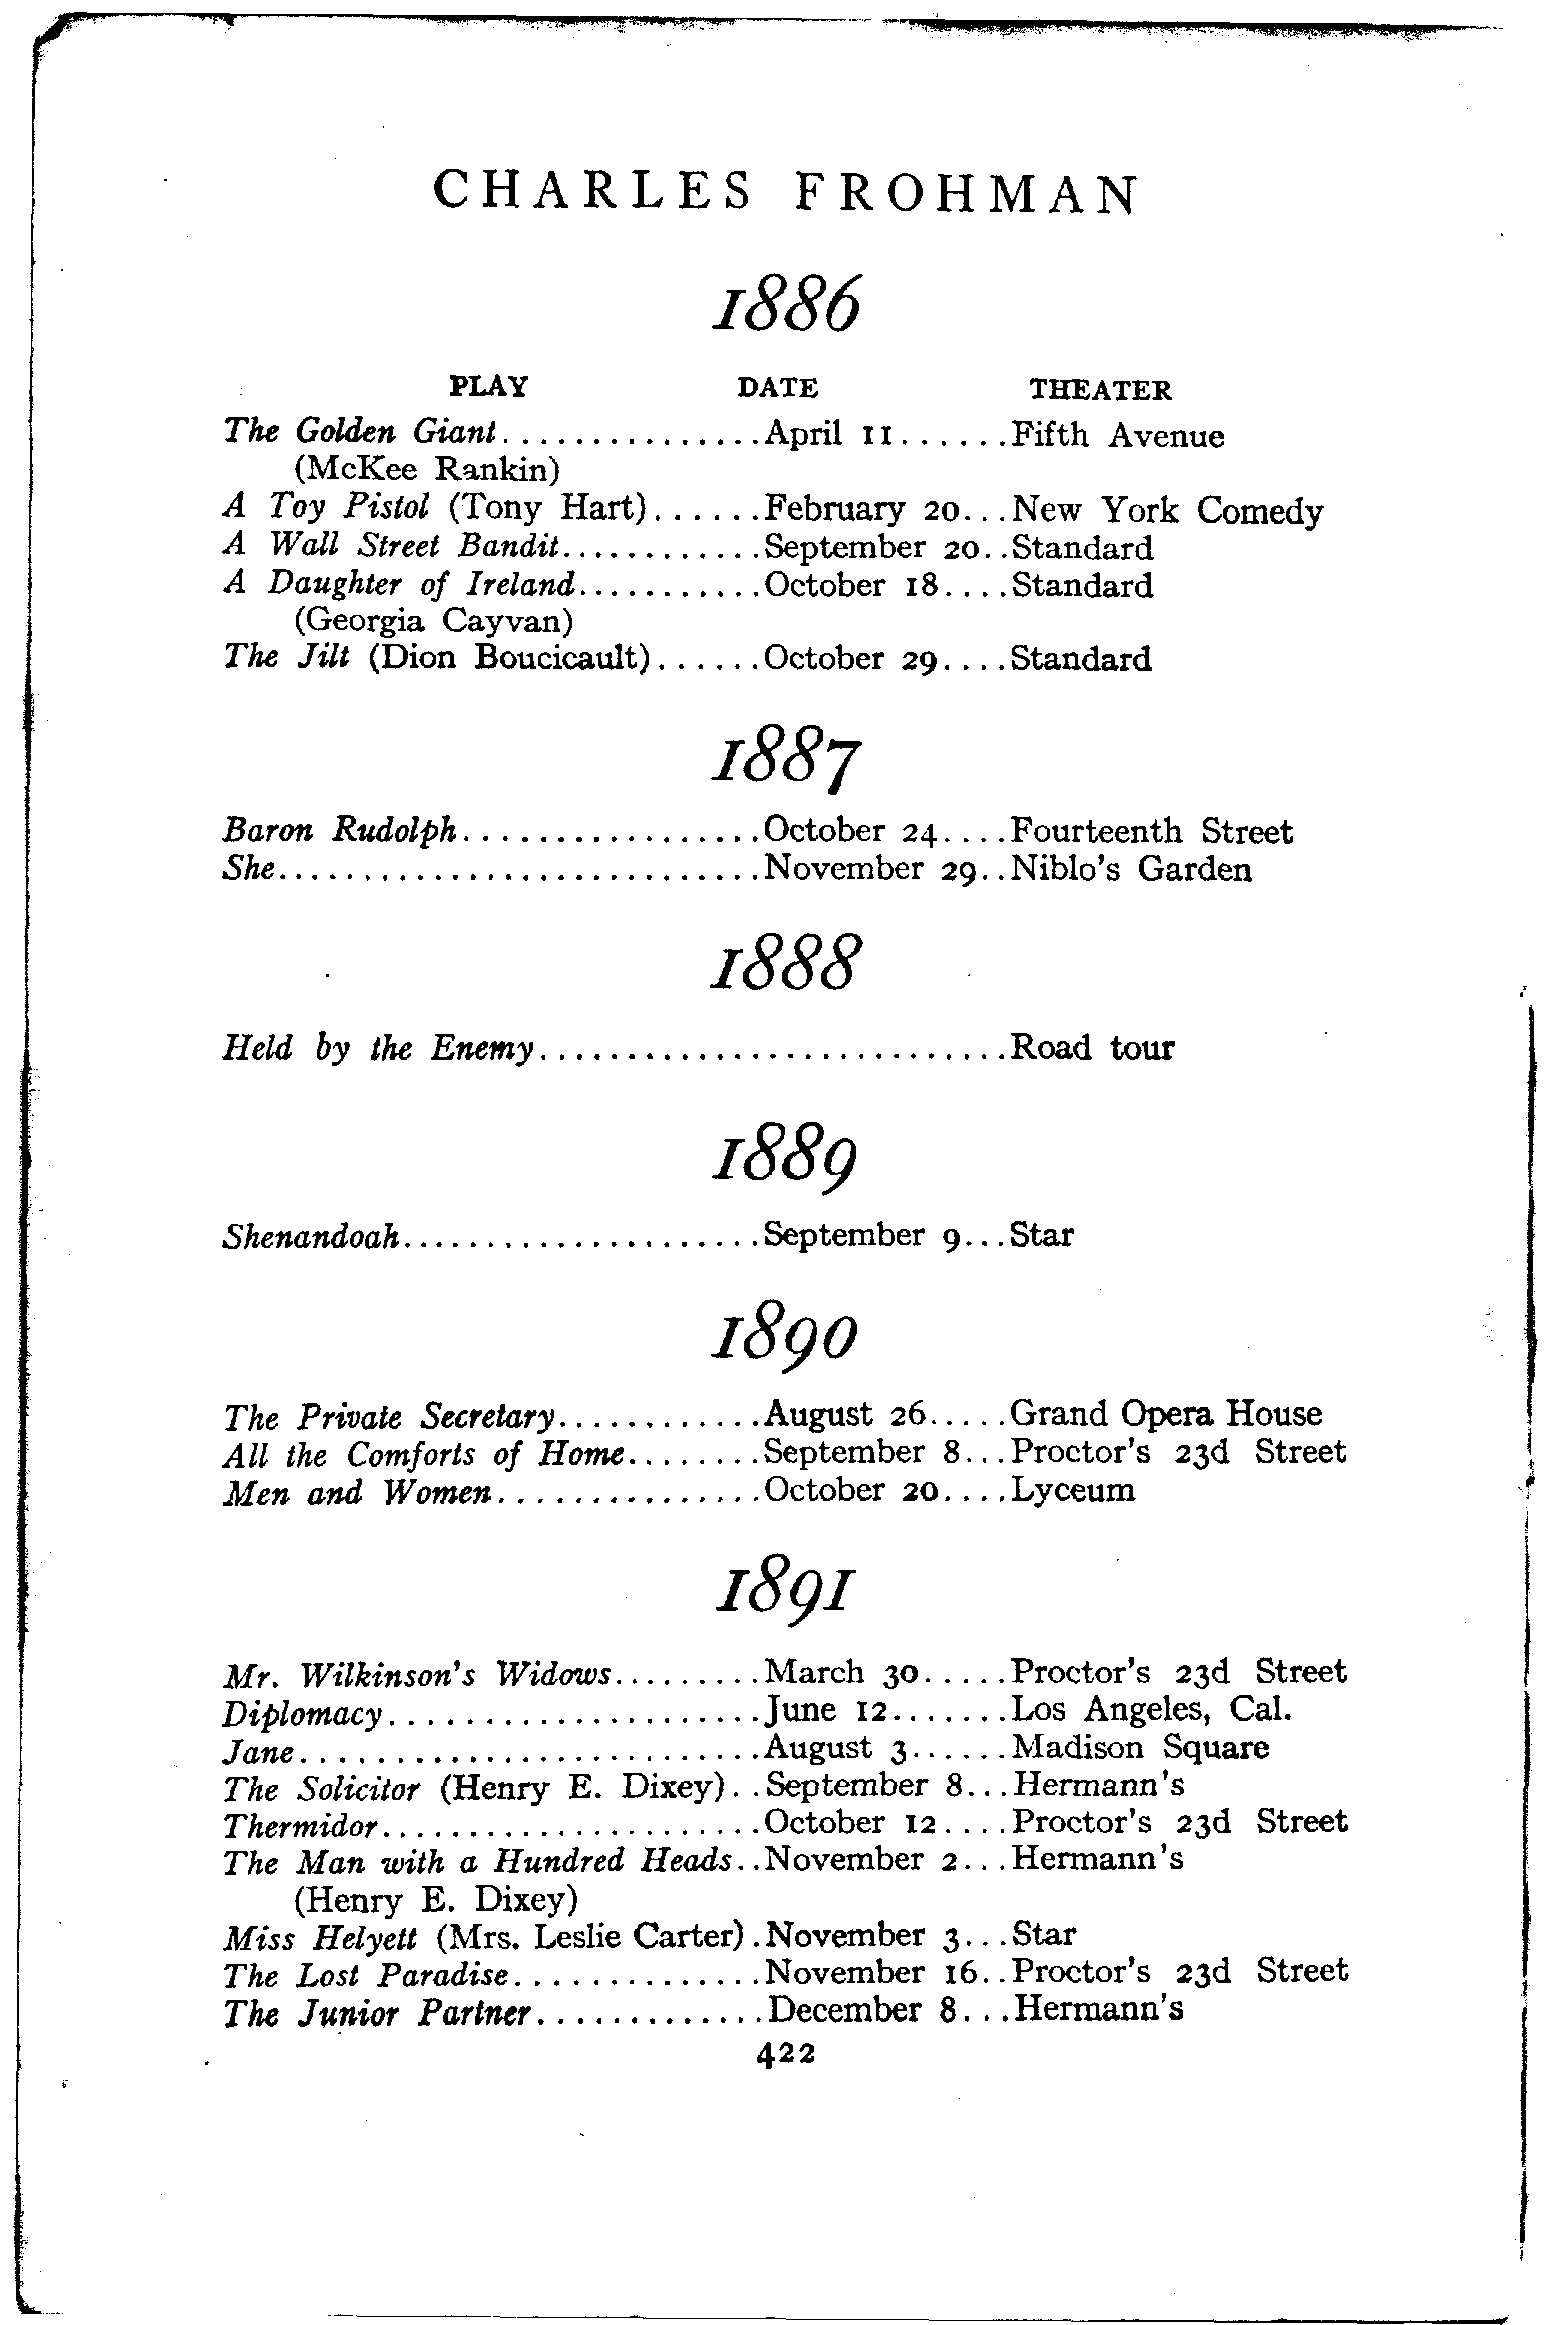 CHARLES FROHMAN
1886
PLAY DATE THEATER
The Golden Giant...............April 11......Fifth Avenue
(McKee Rankin)
A Toy Pistol (Tony Hart)......February 20...New York Comedy
A Wall Street Bandit............September 20..Standard
A Daughter of Ireland...........October 18....Standard
(Georgia Cayvan)
The Jilt (Dion Boucicault)......October 29....Standard
1887
Baron Rudolph.................October 24....Fourteenth Street
She............................November 29..Niblo's Garden
1888
Held by the Enemy...........................Road tour
1889
Shenandoah.....................September 9...Star
1890
The Private Secretary............August 26.....Grand Opera House
All the Comforts of Home........September 8...Proctor's 23d Street
Men and Women...............October 20....Lyceum
1891
Mr. Wilkinson's Widows.........March 30.....Proctor's 23d Street
Diplomacy......................June 12.......Los Angeles, Cal.
Jane...........................August 3......Madison Square
The Solicitor (Henry E. Dixey)..September 8...Hermann's
Thermidor......................October 12....Proctor's 23d Street
The Man with a Hundred Heads..November 2...Hermann's
(Henry E. Dixey)
Miss Helyett (Mrs. Leslie Carter).November 3...Star
The Lost Paradise..............November 16..Proctor's 23d Street
The Junior Partner.............December 8...Hermann's
422